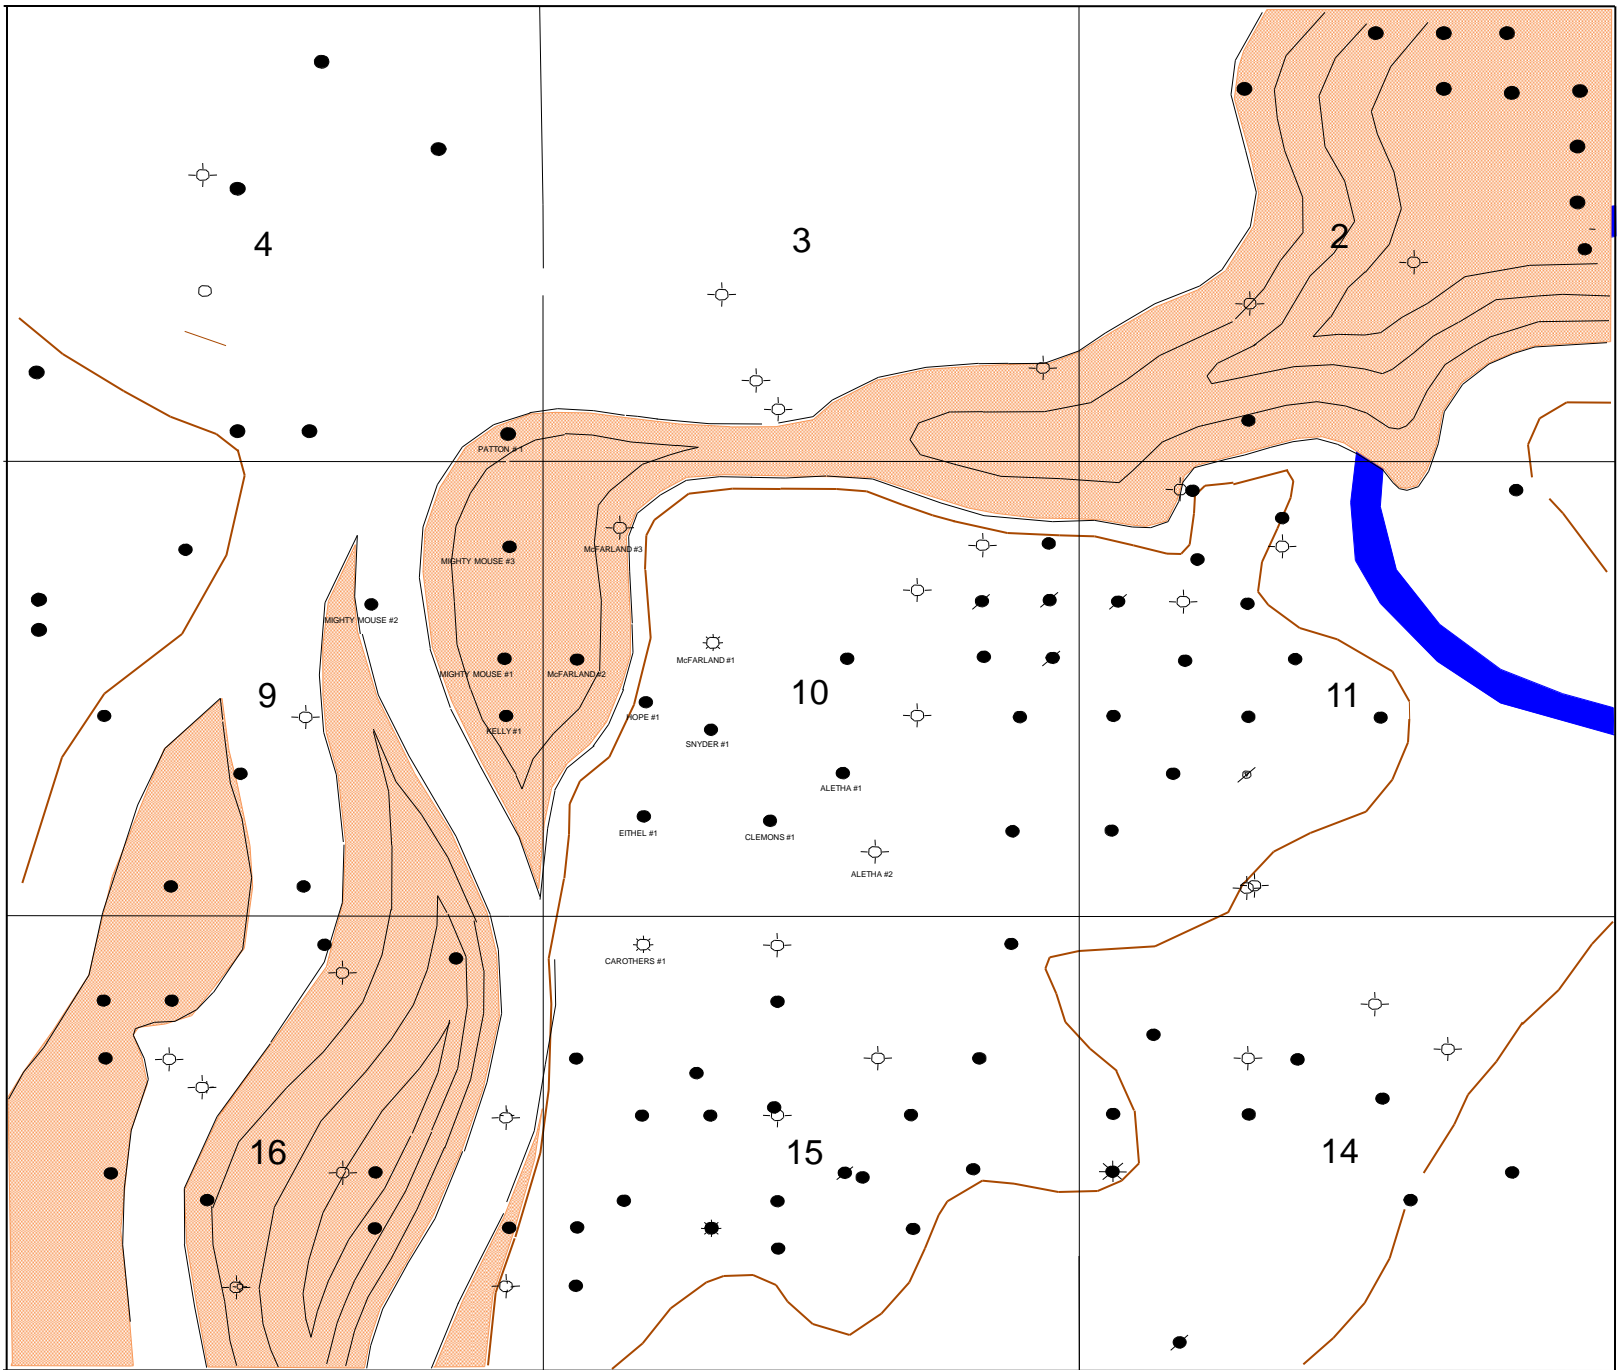 4
3
2
PATTON # 1
McFARLAND #3
MIGHTY MOUSE #3
MIGHTY MOUSE #2
McFARLAND #1
MIGHTY MOUSE #1
McFARLAND #2
9
10
11
HOPE #1
KELLY #1
SNYDER #1
ALETHA #1
EITHEL #1
CLEMONS #1
ALETHA #2
CAROTHERS #1
16
15
14